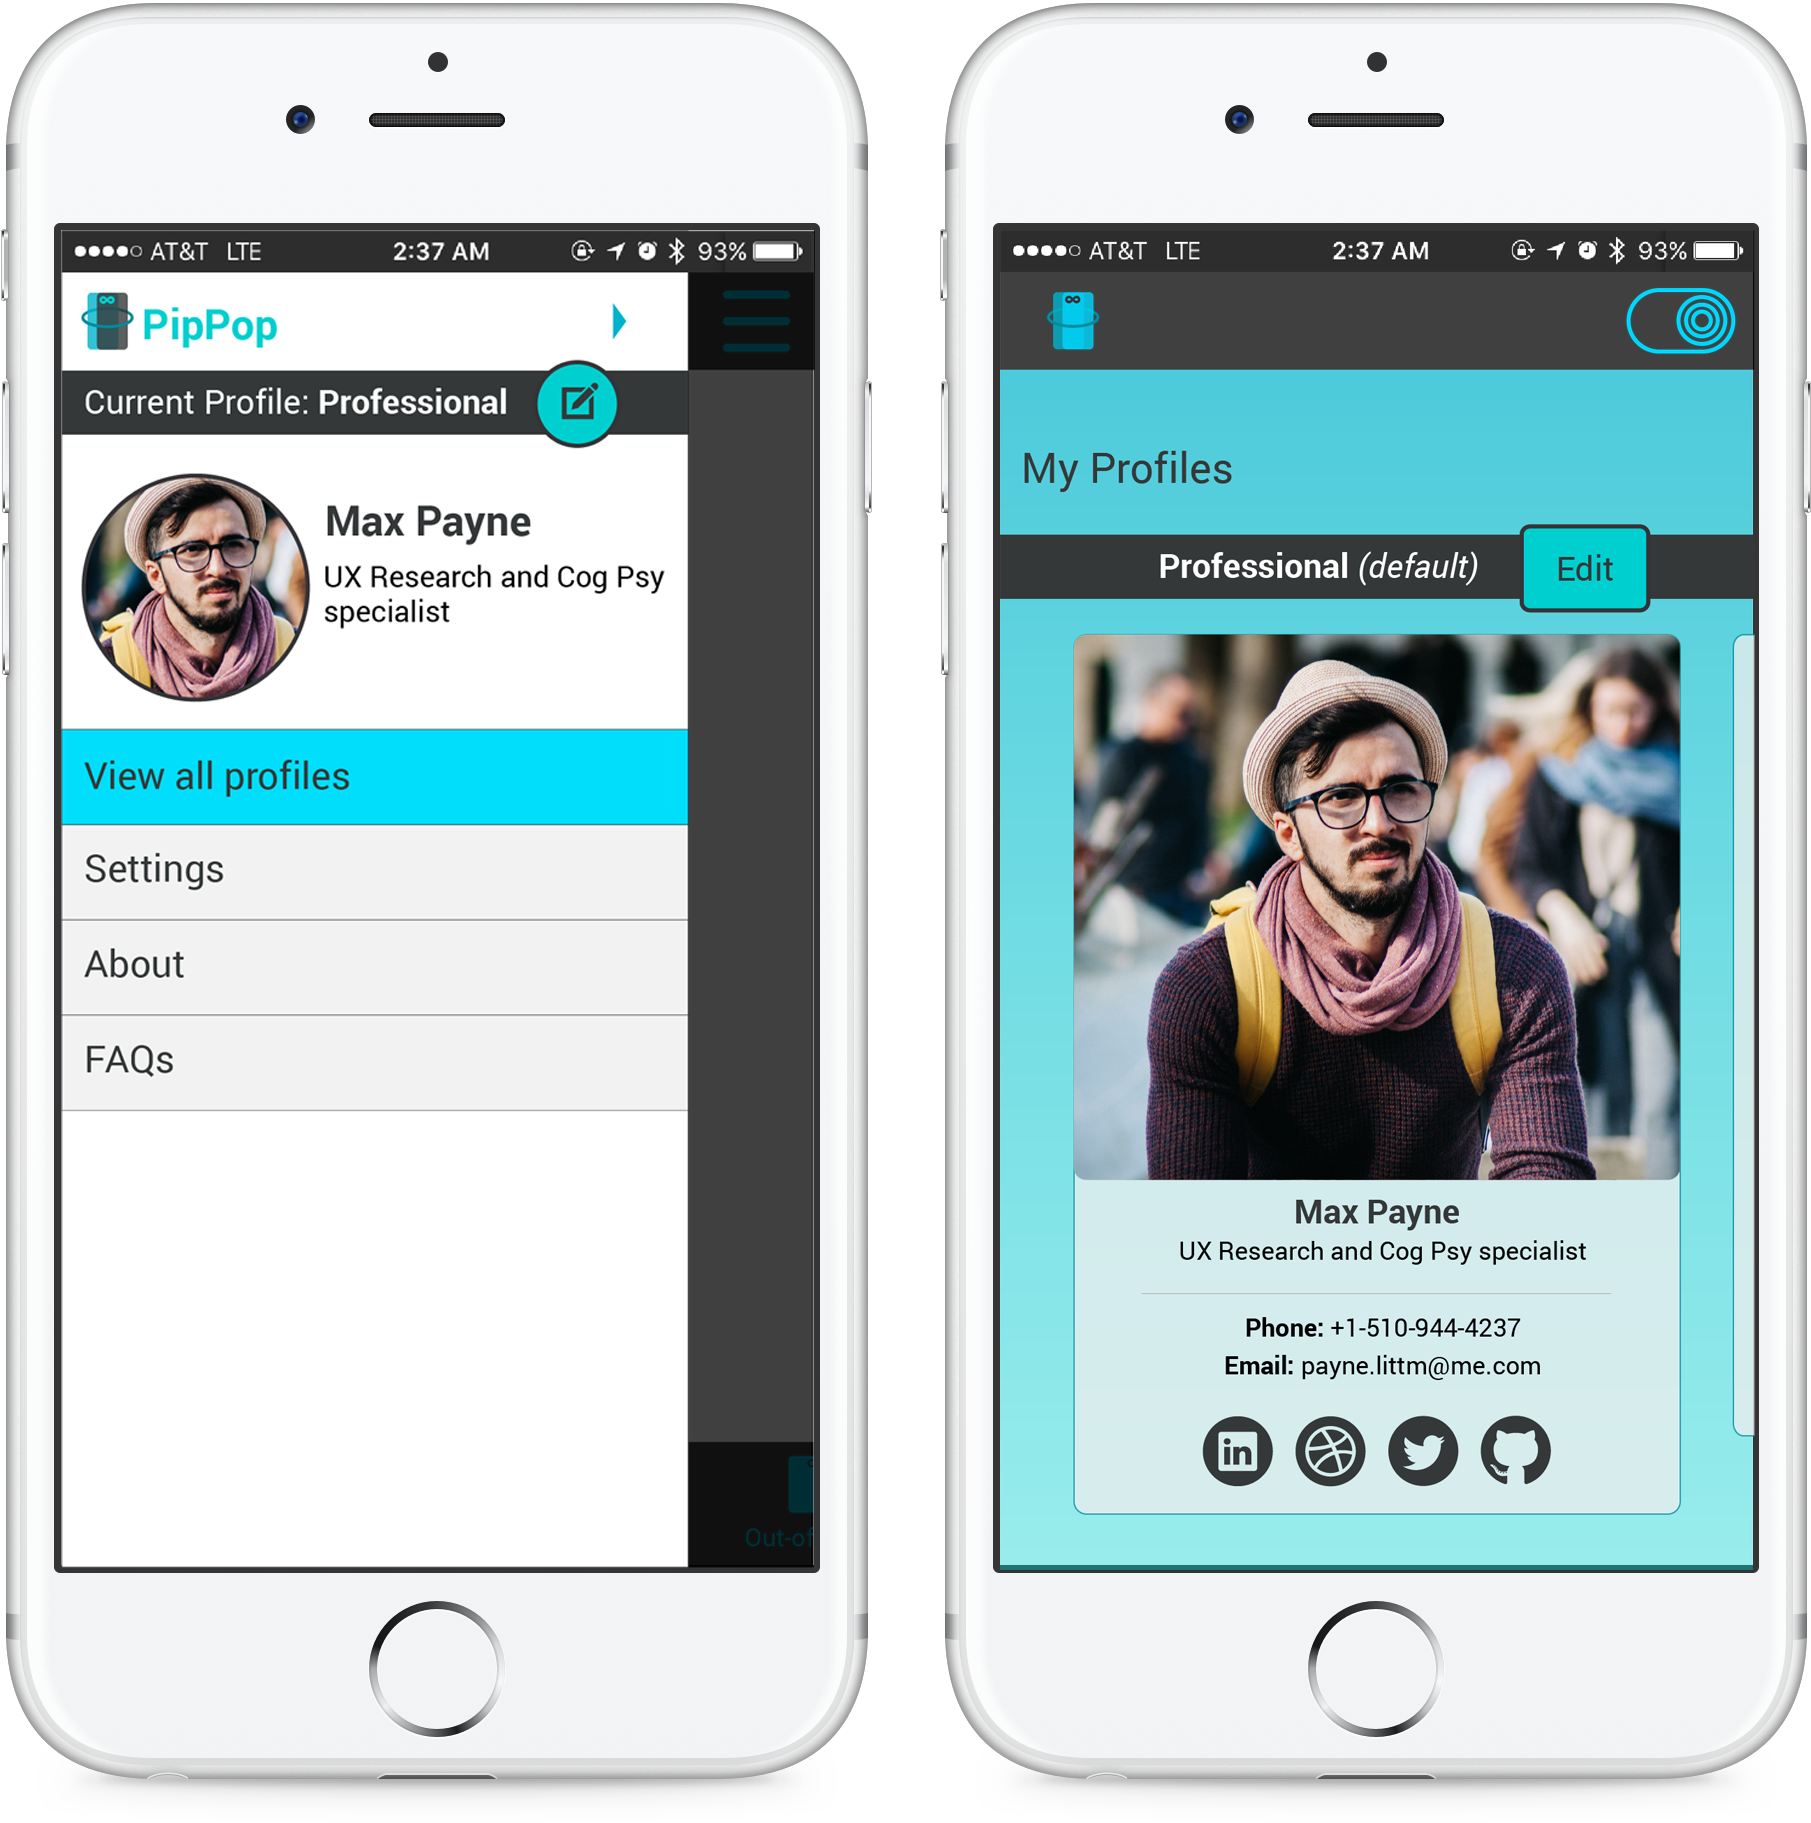 AT&T LTE 2:37 AM 93%
PipPop
Current Profile: Professional
Max Payne
UX Research and Cog Psy
specialist
View all profiles
Settings
About
FAQs
Out-of
AT&T LTE 2:37 AM 93%
My Profiles
Professional (default) Edit
Max Payne
UX Research and Cog Psy specialist
Phone: +1-510-944-4237
Email: payne.littm@me.com
in